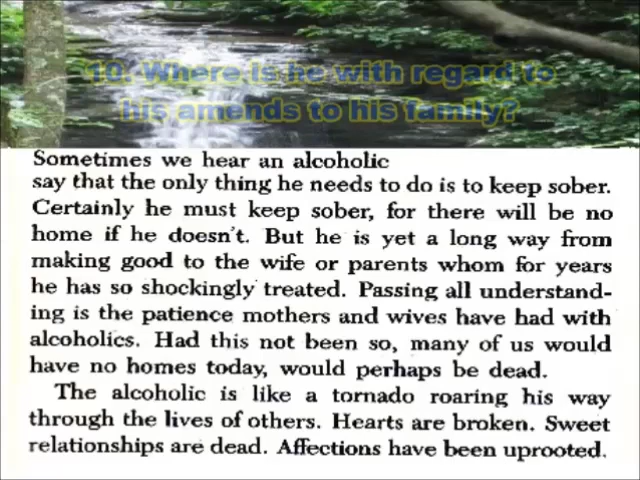 10. Where is he with regard to
his amends to his family?
Sometimes we hear an alcoholic
say that the only thing he needs to do is to keep sober.
Certainly he must keep sober, for there will be no
home if he doesn't. But he is yet a long way from
making good to the wife or parents whom for years
he has so shockingly treated. Passing all understand-
ing is the patience mothers and wives have had with
alcoholics. Had this not been so, many of us would
have no homes today, would perhaps be dead.
The alcoholic is like a tornado roaring his way
through the lives of others. Hearts are broken. Sweet
relationships are dead. Affections have been uprooted.